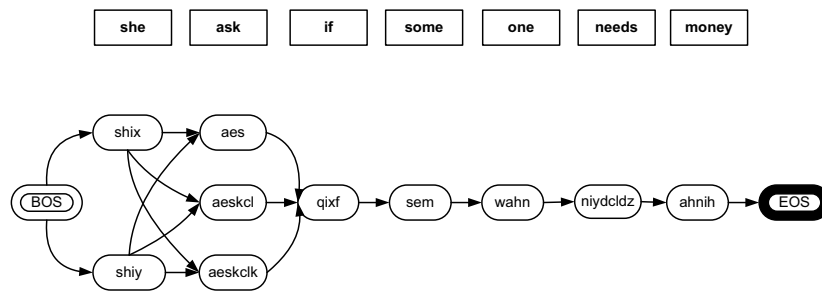 she ask if some one needs money
shix aes
BOS aeskcl qixf sem wahn niydcldz ahnih EOS
shiy aeskclk